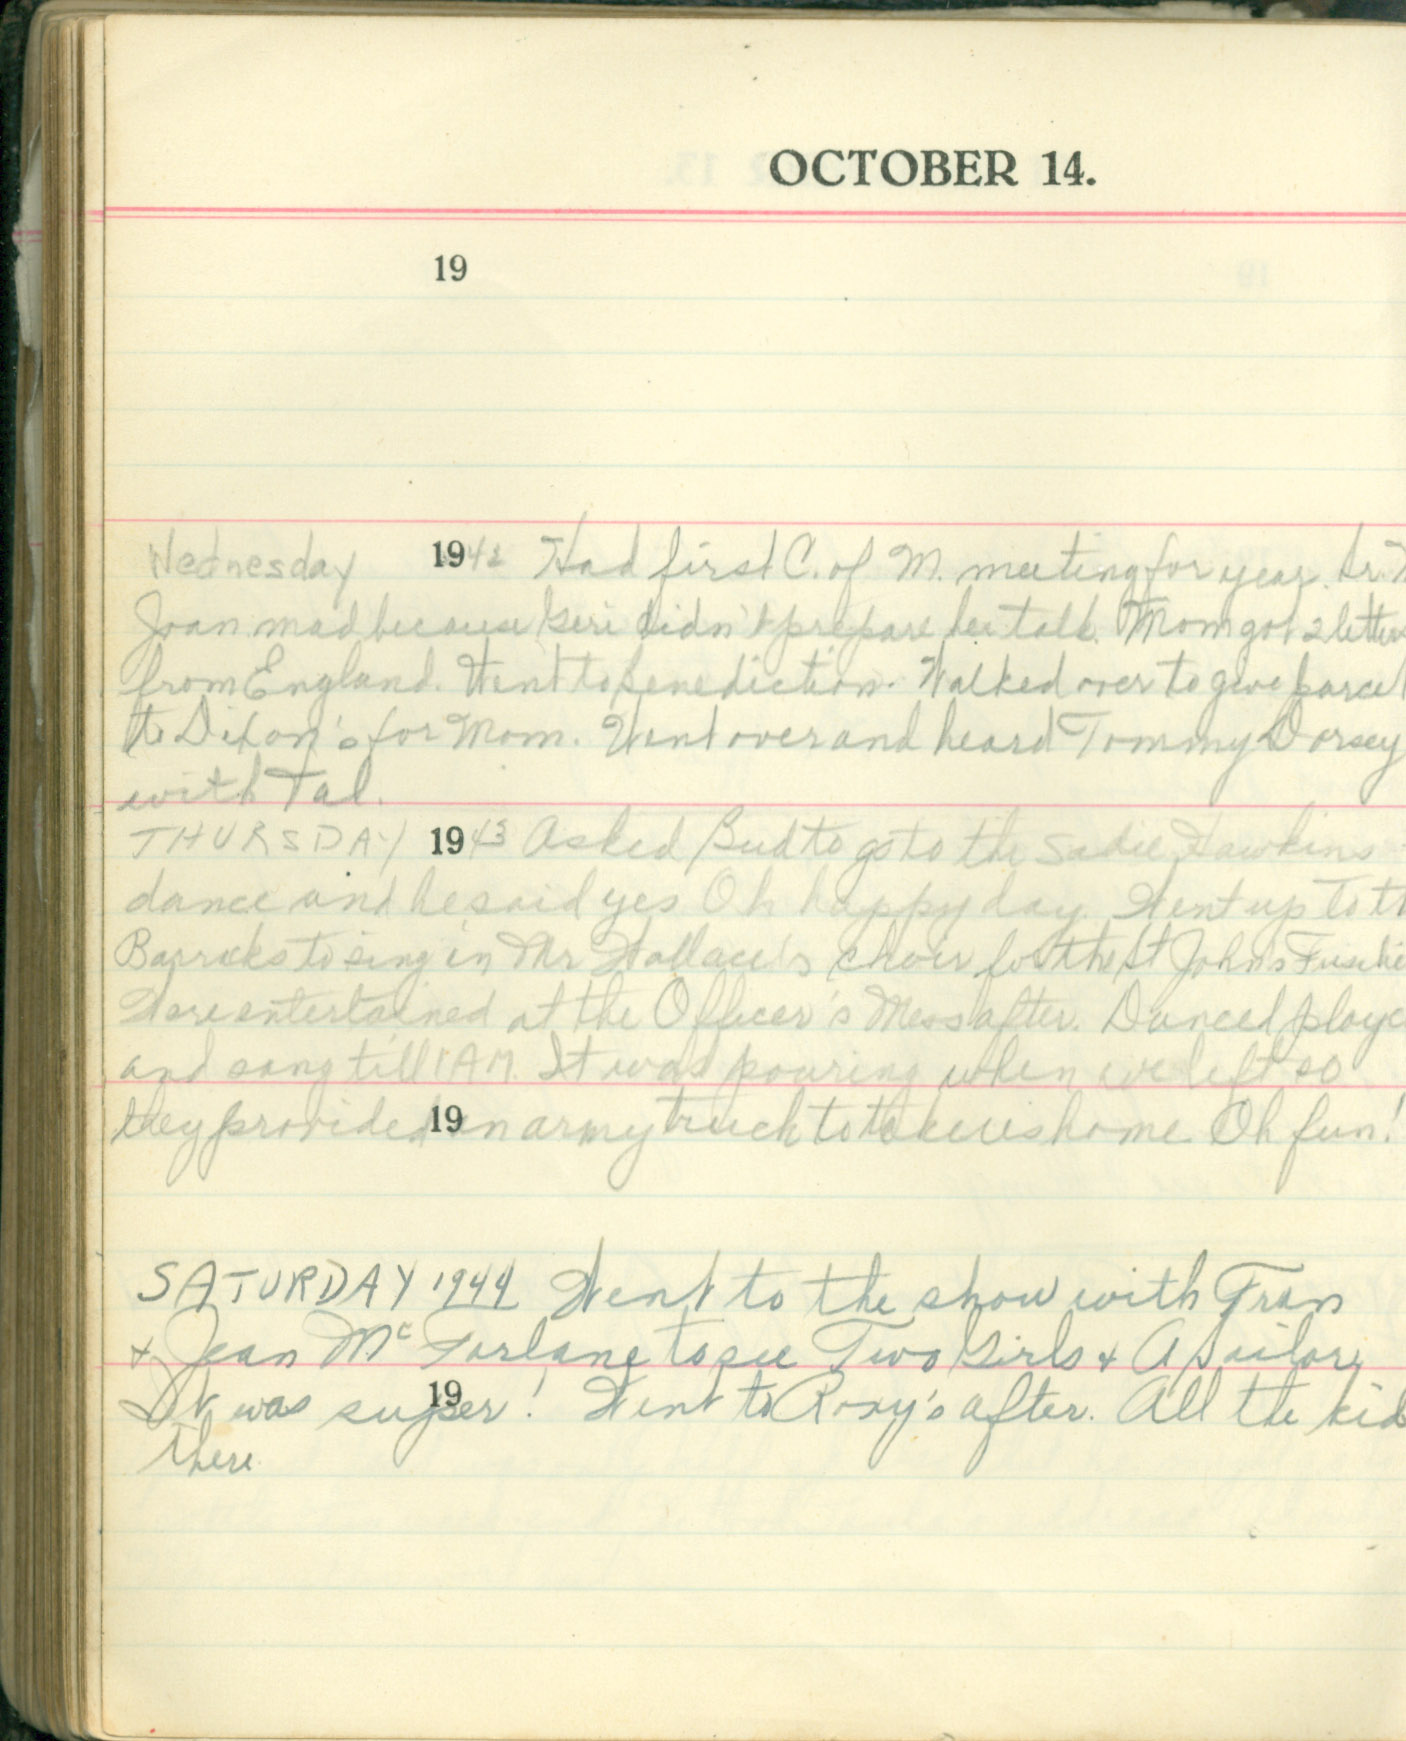 OCTOBER 14.
19
Wednesday 1942 Had first C. of M. meeting for year. Sr.
Joan mad because Geri didn't prepare her talk. Mom got 2 letters
from England. Went to Benediction. Walked over to give parcel
to Dixon's for Mom. Went over and heard Tommy Dorsey
with Tal.
THURSDAY 1943 Asked Bud to go to the Sadie Hawkins
dance and he said yes Oh happy day. Went up to th
Barracks to sing in Mr Wallace's choir for the St John's Fusilie
Were entertained at the Officer's Mess after. Danced playe
and sang till 1 AM. It was pouring when we left so
they provided 19 an army truck to take us home. Oh fun!
SATURDAY 1944 Went to the show with Fran
+ Jean McFarlane to see Two Girls + A Sailor.
It was super! 19 Went to Roxy's after. All the kid
there